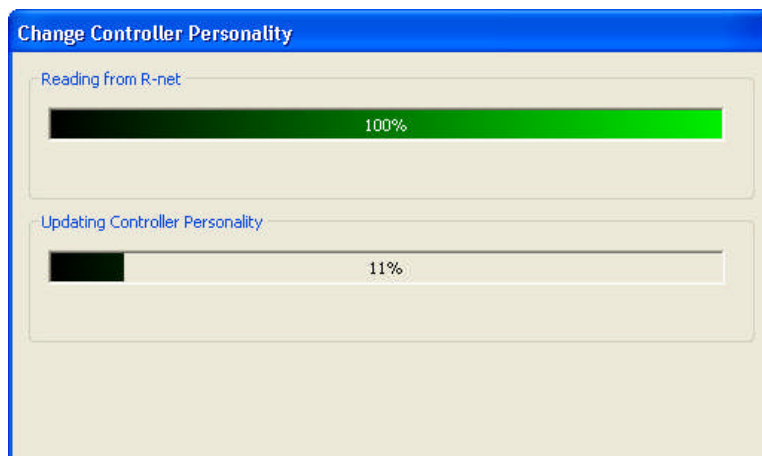 Change Controller Personality
Reading from R-net
100%
Updating Controller Personality
11%